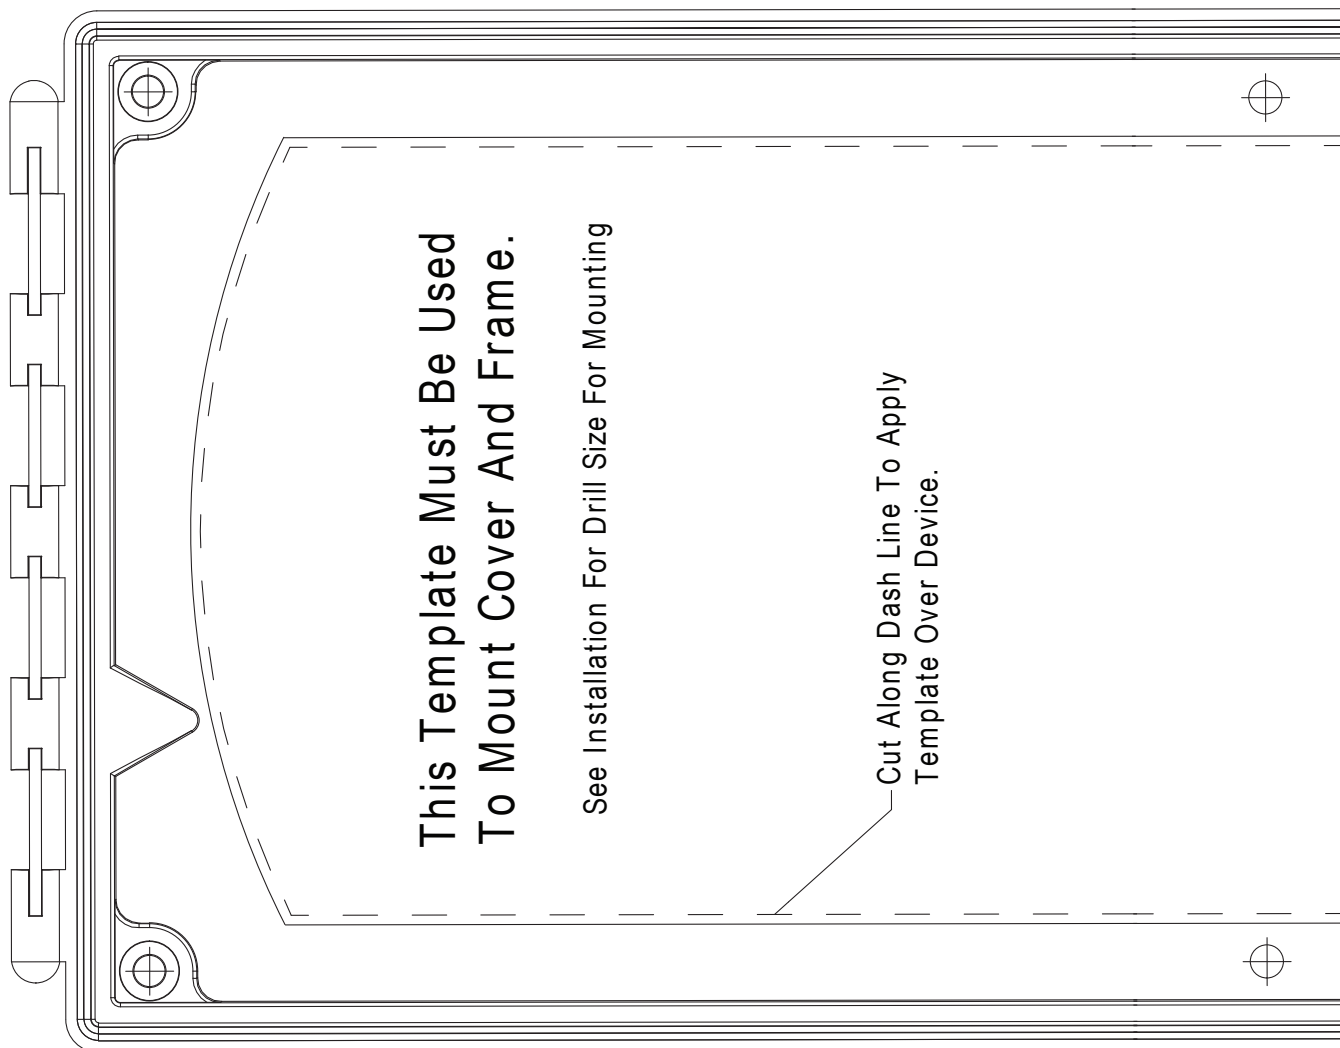 This Template Must Be Used
To Mount Cover And Frame.
See Installation For Drill Size For Mounting
Cut Along Dash Line To Apply
Template Over Device.